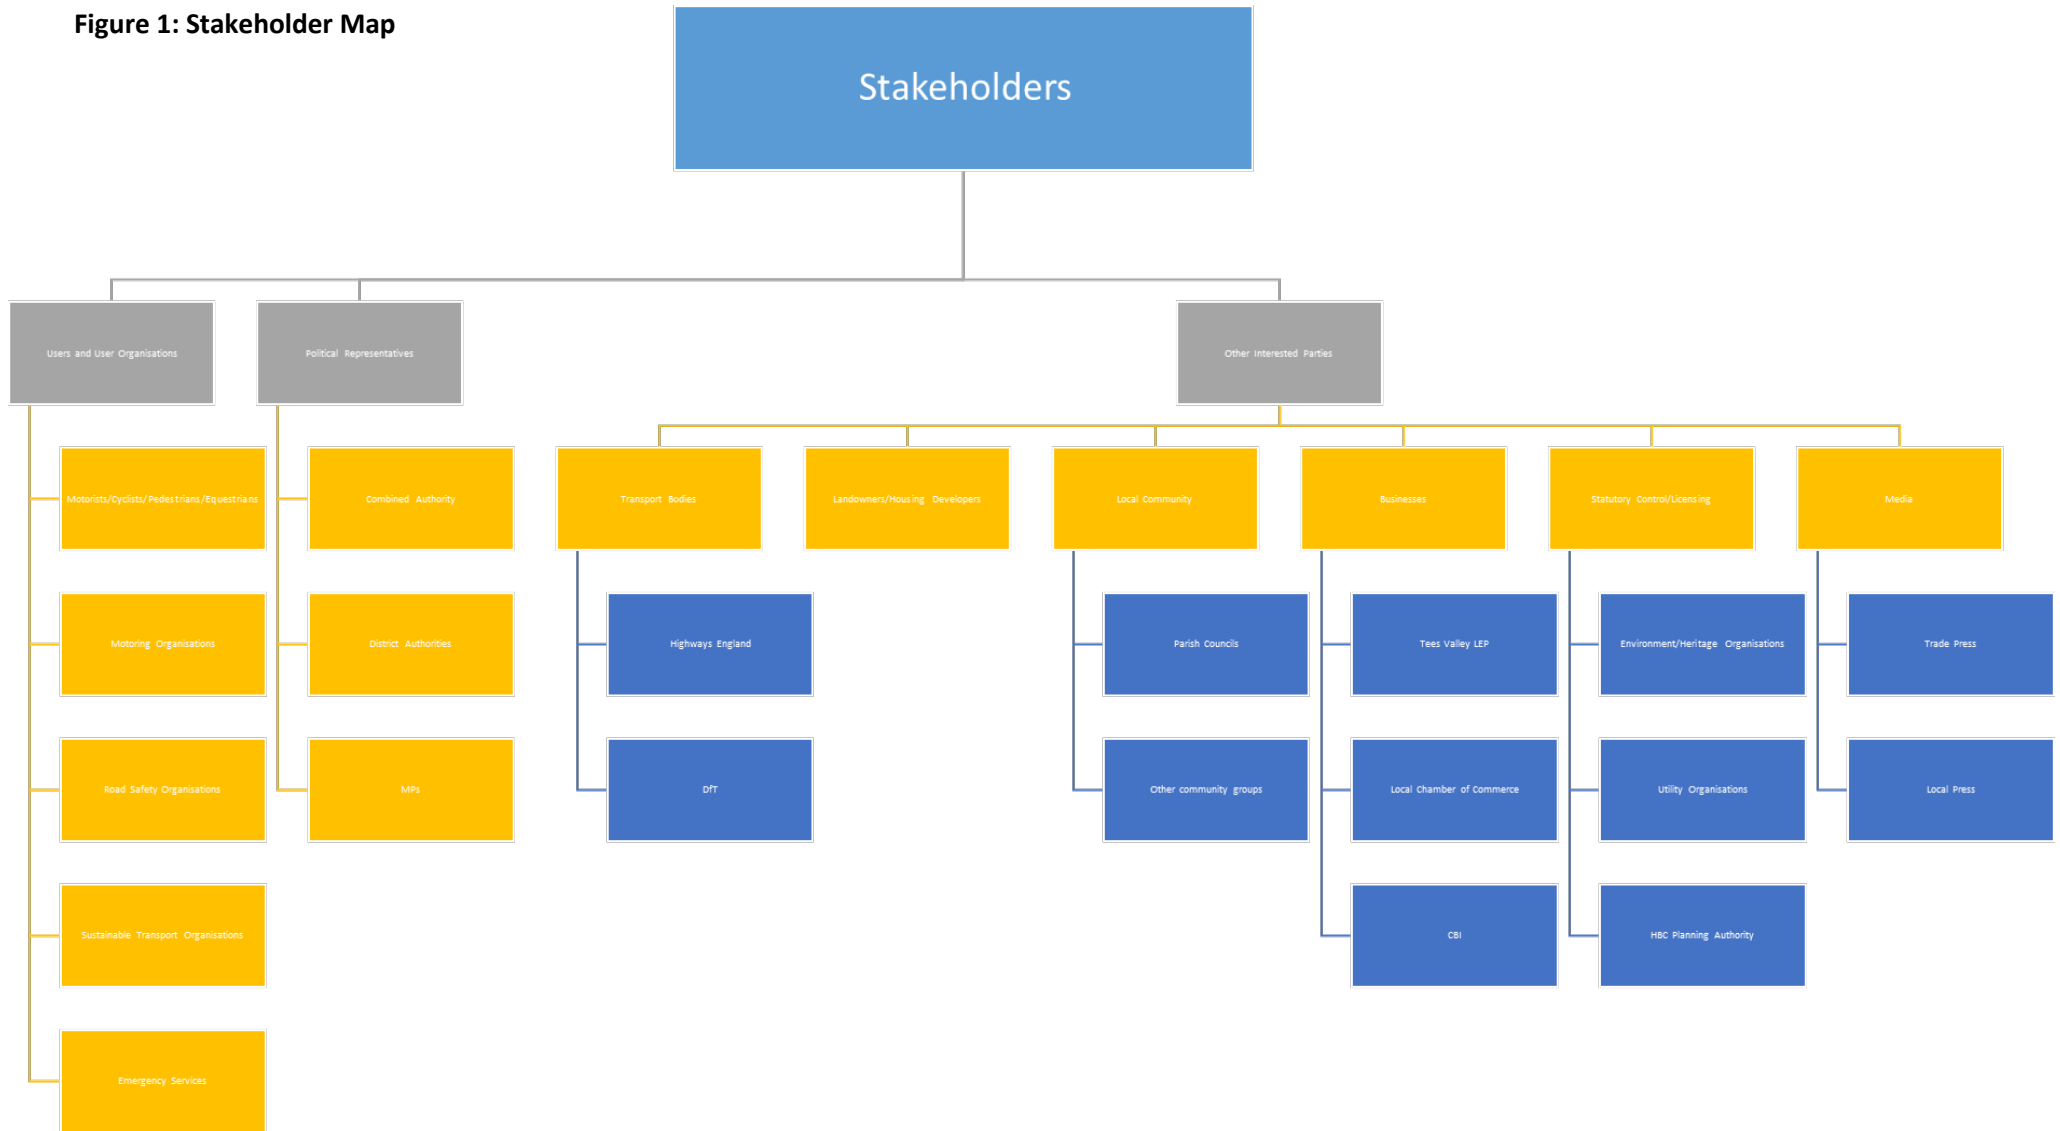 Figure 1: Stakeholder Map
Stakeholders
Users and User Organisations
Political Representatives
Other Interested Parties
Motorists/Cyclists/Pedestrians/Equestrians
Combined Authority
Transport Bodies
Landowners/Housing Developers
Local Community
Businesses
Statutory Control/Licensing
Media
Motoring Organisations
District Authorities
Highways England
Parish Councils
Tees Valley LEP
Environment/Heritage Organisations
Trade Press
Road Safety Organisations
MPs
DfT
Other community groups
Local Chamber of Commerce
Utility Organisations
Local Press
Sustainable Transport Organisations
CBI
HBC Planning Authority
Emergency Services